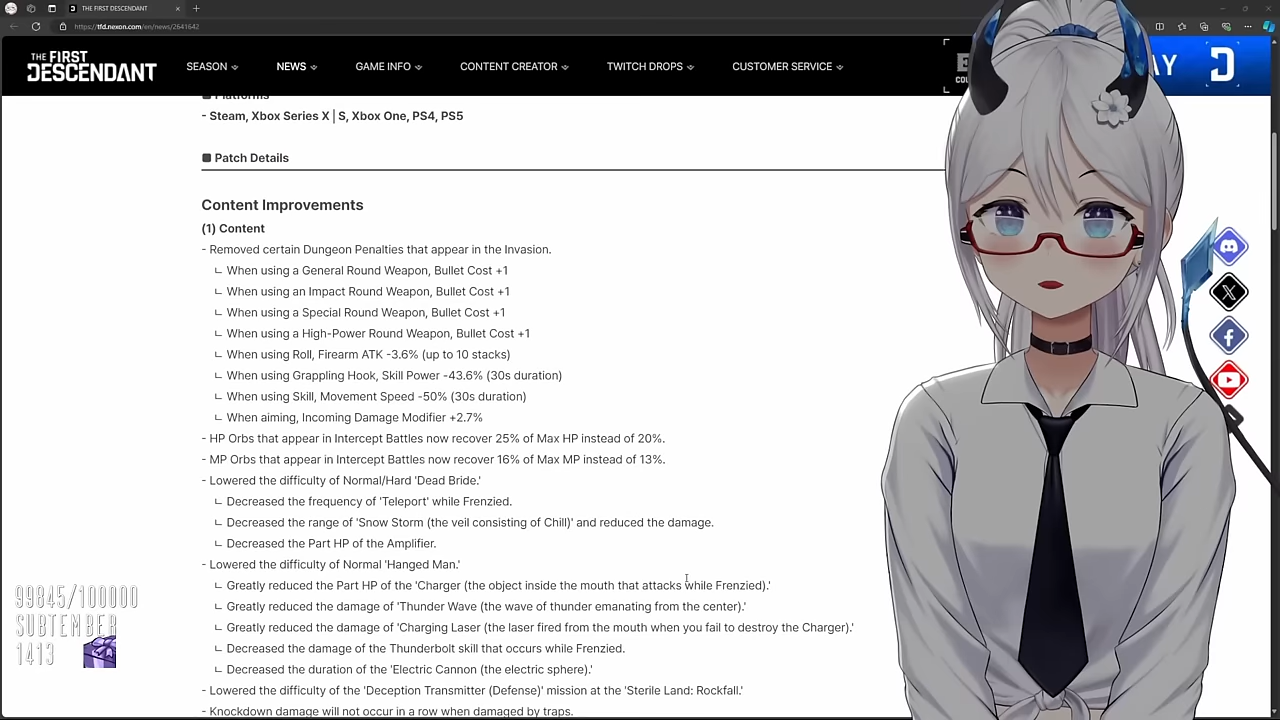 THE FIRST DESCENDANT
https://tfd.nexon.com/en/news/2641642
THE FIRST DESCENDANT
SEASON
NEWS
GAME INFO
CONTENT CREATOR
TWITCH DROPS
CUSTOMER SERVICE
Platforms
- Steam, Xbox Series X | S, Xbox One, PS4, PS5
Patch Details
Content Improvements
(1) Content
- Removed certain Dungeon Penalties that appear in the Invasion.
ㄴ When using a General Round Weapon, Bullet Cost +1
ㄴ When using an Impact Round Weapon, Bullet Cost +1
ㄴ When using a Special Round Weapon, Bullet Cost +1
ㄴ When using a High-Power Round Weapon, Bullet Cost +1
ㄴ When using Roll, Firearm ATK -3.6% (up to 10 stacks)
ㄴ When using Grappling Hook, Skill Power -43.6% (30s duration)
ㄴ When using Skill, Movement Speed -50% (30s duration)
ㄴ When aiming, Incoming Damage Modifier +2.7%
- HP Orbs that appear in Intercept Battles now recover 25% of Max HP instead of 20%.
- MP Orbs that appear in Intercept Battles now recover 16% of Max MP instead of 13%.
- Lowered the difficulty of Normal/Hard 'Dead Bride.'
ㄴ Decreased the frequency of 'Teleport' while Frenzied.
ㄴ Decreased the range of 'Snow Storm (the veil consisting of Chill)' and reduced the damage.
ㄴ Decreased the Part HP of the Amplifier.
- Lowered the difficulty of Normal 'Hanged Man.'
ㄴ Greatly reduced the Part HP of the 'Charger (the object inside the mouth that attacks while Frenzied).'
ㄴ Greatly reduced the damage of 'Thunder Wave (the wave of thunder emanating from the center).'
ㄴ Greatly reduced the damage of 'Charging Laser (the laser fired from the mouth when you fail to destroy the Charger).'
ㄴ Decreased the damage of the Thunderbolt skill that occurs while Frenzied.
ㄴ Decreased the duration of the 'Electric Cannon (the electric sphere).'
- Lowered the difficulty of the 'Deception Transmitter (Defense)' mission at the 'Sterile Land: Rockfall.'
- Knockdown damage will not occur in a row when damaged by traps.
99845/100000
SUBTEMBER
1413